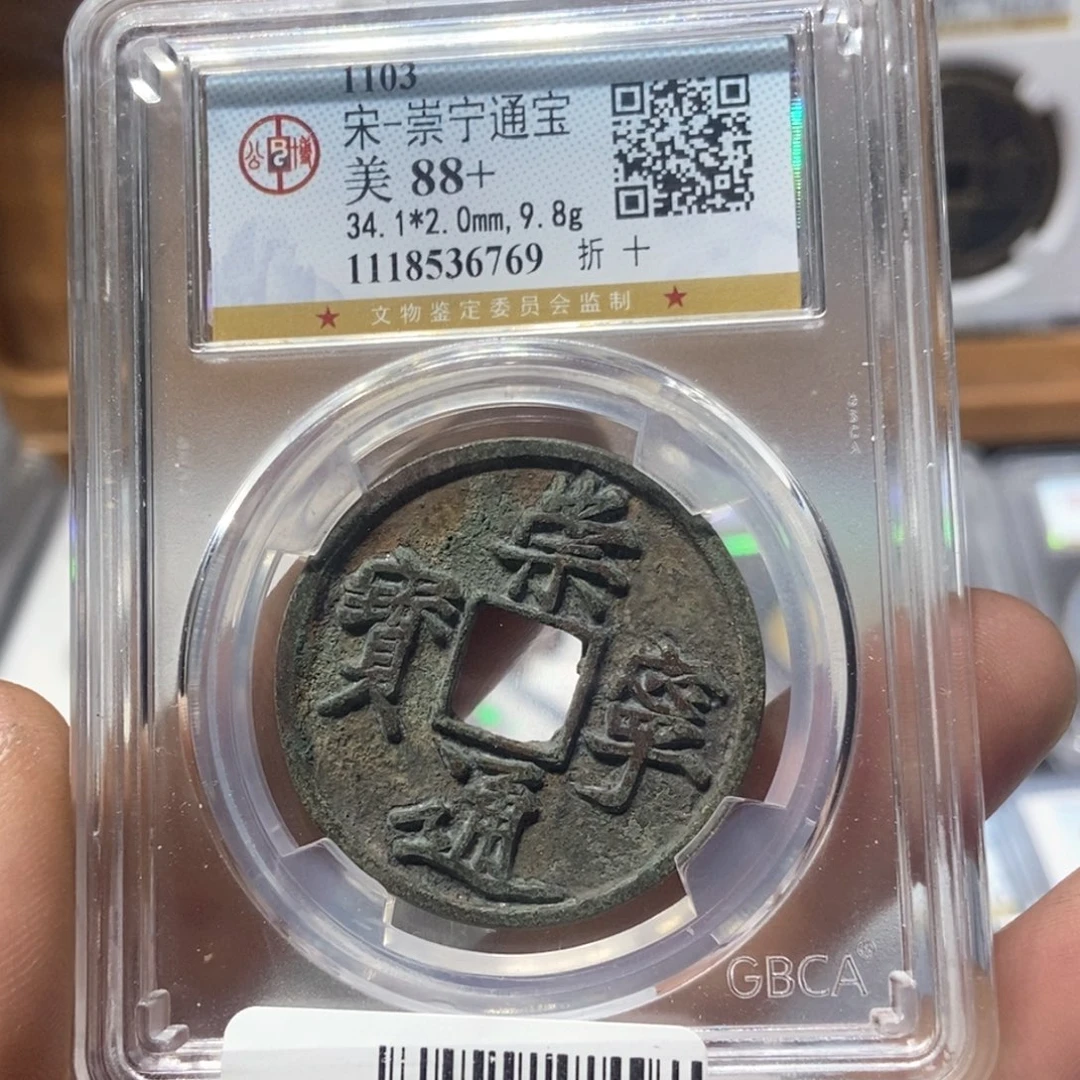 1103
宋-崇宁通宝
美 88+
34.1*2.0mm,9.8g
1118536769 折十
★ 文物鉴定委员会监制 ★
崇寧通寳
GBCA®